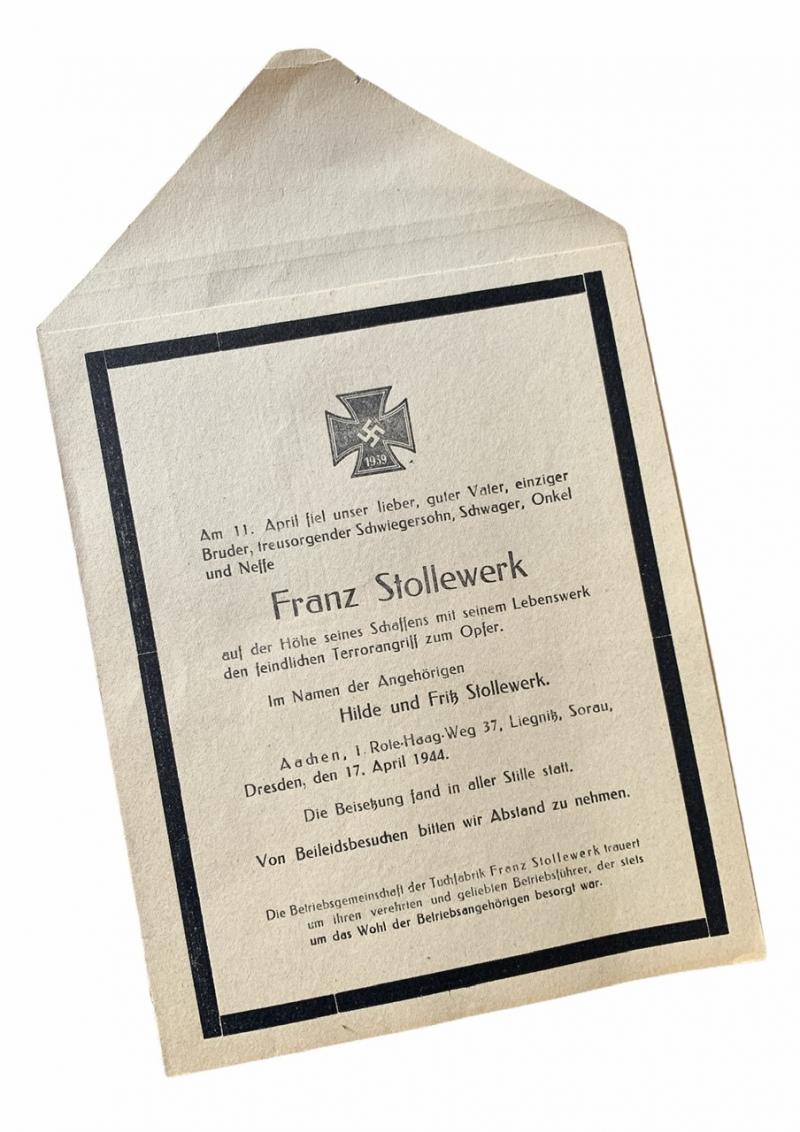 1939
Am 11. April fiel unser lieber, guter Vater, einziger
Bruder, treusorgender Schwiegersohn, Schwager, Onkel
und Neffe
Franz Stollewerk
auf der Höhe seines Schaffens mit seinem Lebenswerk
den feindlichen Terrorangriff zum Opfer.
Im Namen der Angehörigen
Hilde und Fritz Stollewerk.
Aachen, 1. Rote-Haag-Weg 37, Liegnitz, Sorau,
Dresden, den 17. April 1944.
Die Beisetzung fand in aller Stille statt.
Von Beileidsbesuchen bitten wir Abstand zu nehmen.
Die Betriebsgemeinschaft der Tuchfabrik Franz Stollewerk trauert
um ihren verehrten und geliebten Betriebsführer, der stets
um das Wohl der Betriebsangehörigen besorgt war.